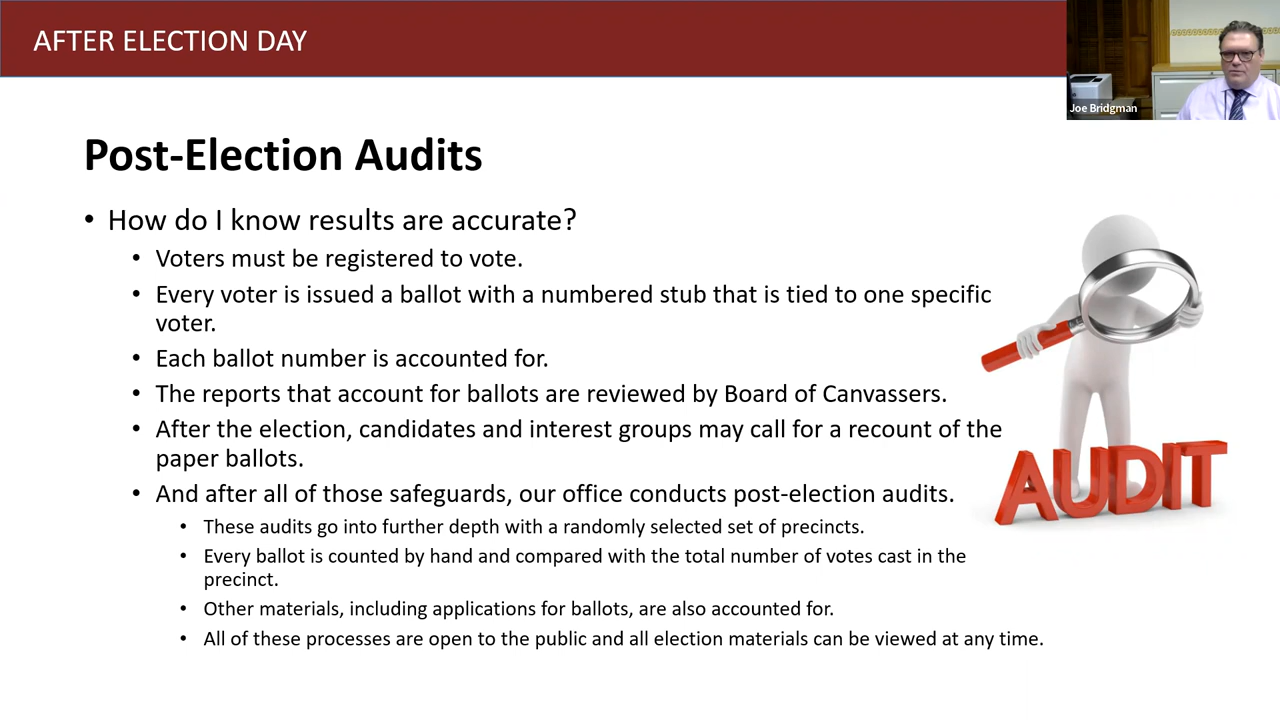 AFTER ELECTION DAY
Joe Bridgman
Post-Election Audits
• How do I know results are accurate?
• Voters must be registered to vote.
• Every voter is issued a ballot with a numbered stub that is tied to one specific
voter.
• Each ballot number is accounted for.
• The reports that account for ballots are reviewed by Board of Canvassers.
• After the election, candidates and interest groups may call for a recount of the
paper ballots.
• And after all of those safeguards, our office conducts post-election audits.
• These audits go into further depth with a randomly selected set of precincts.
• Every ballot is counted by hand and compared with the total number of votes cast in the
precinct.
• Other materials, including applications for ballots, are also accounted for.
• All of these processes are open to the public and all election materials can be viewed at any time.
AUDIT